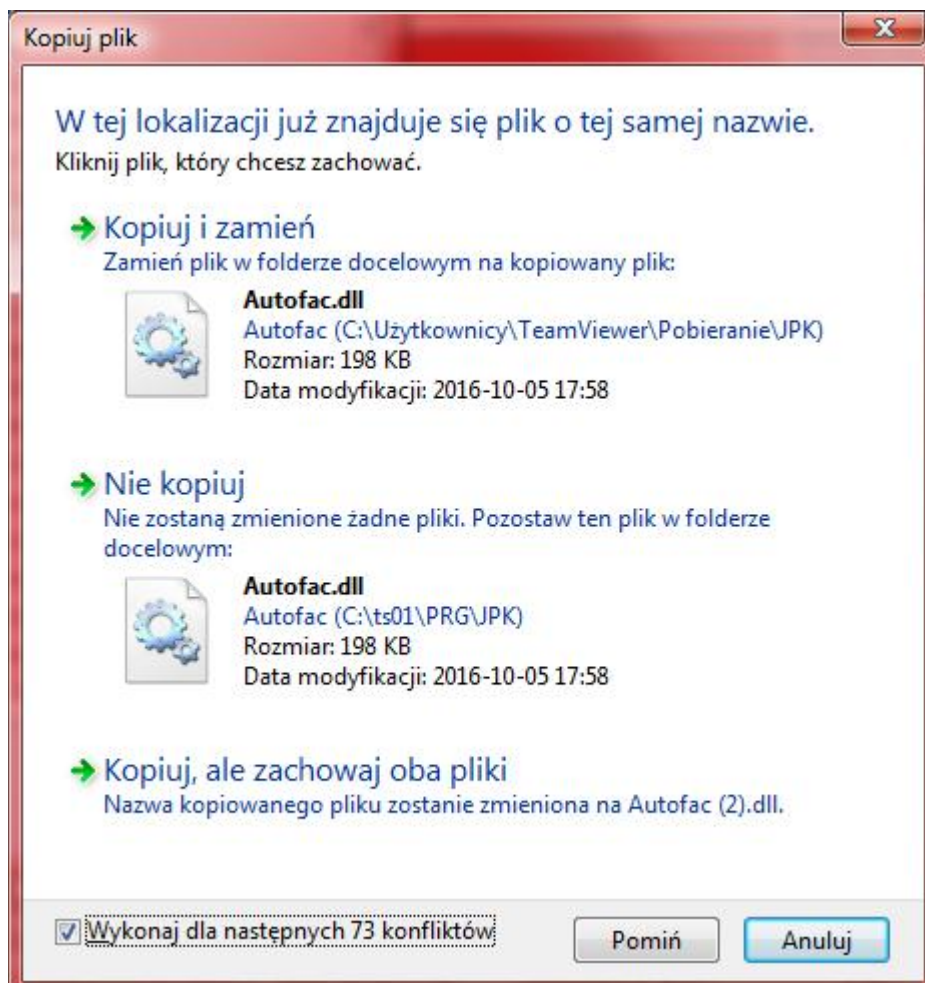 Kopiuj plik
W tej lokalizacji już znajduje się plik o tej samej nazwie.
Kliknij plik, który chcesz zachować.
Kopiuj i zamień
Zamień plik w folderze docelowym na kopiowany plik:
Autofac.dll
Autofac (C:\Użytkownicy\TeamViewer\Pobieranie\JPK)
Rozmiar: 198 KB
Data modyfikacji: 2016-10-05 17:58
Nie kopiuj
Nie zostaną zmienione żadne pliki. Pozostaw ten plik w folderze
docelowym:
Autofac.dll
Autofac (C:\ts01\PRG\JPK)
Rozmiar: 198 KB
Data modyfikacji: 2016-10-05 17:58
Kopiuj, ale zachowaj oba pliki
Nazwa kopiowanego pliku zostanie zmieniona na Autofac (2).dll.
Wykonaj dla następnych 73 konfliktów
Pomiń
Anuluj